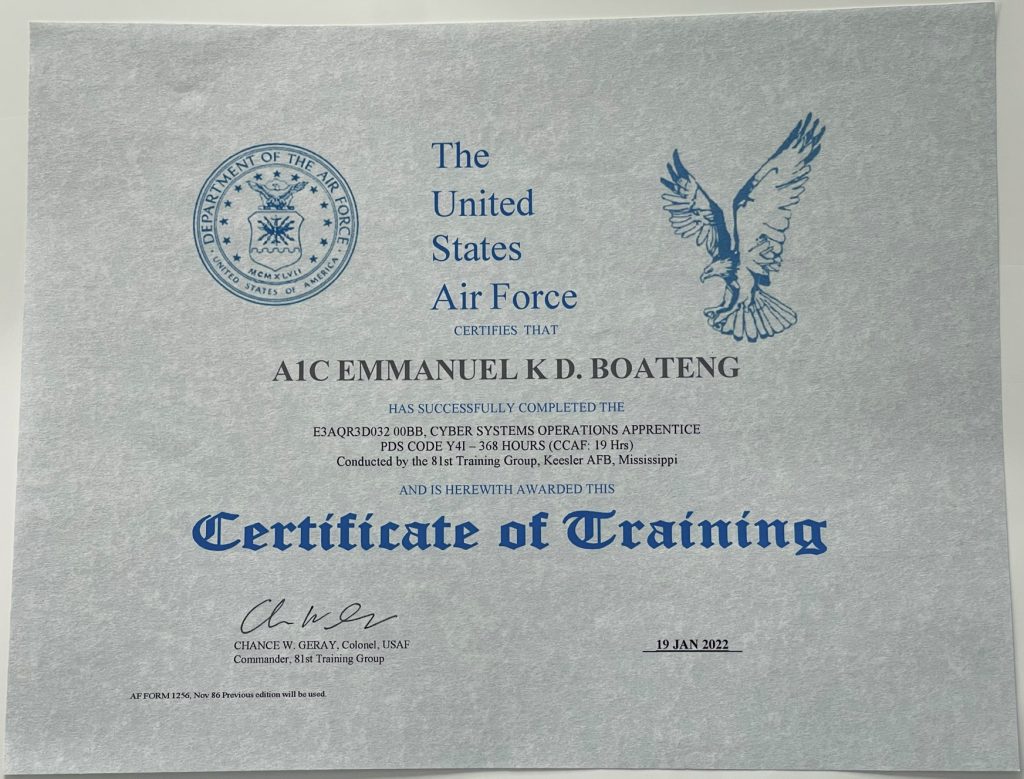 DEPARTMENT OF THE AIR FORCE
MCMXLVII
UNITED STATES OF AMERICA
The
United
States
Air Force
CERTIFIES THAT
A1C EMMANUEL K D. BOATENG
HAS SUCCESSFULLY COMPLETED THE
E3AQR3D032 00BB, CYBER SYSTEMS OPERATIONS APPRENTICE
PDS CODE Y4I – 368 HOURS (CCAF: 19 Hrs)
Conducted by the 81st Training Group, Keesler AFB, Mississippi
AND IS HEREWITH AWARDED THIS
Certificate of Training
CHANCE W. GERAY, Colonel, USAF
Commander, 81st Training Group
19 JAN 2022
AF FORM 1256, Nov 86 Previous edition will be used.